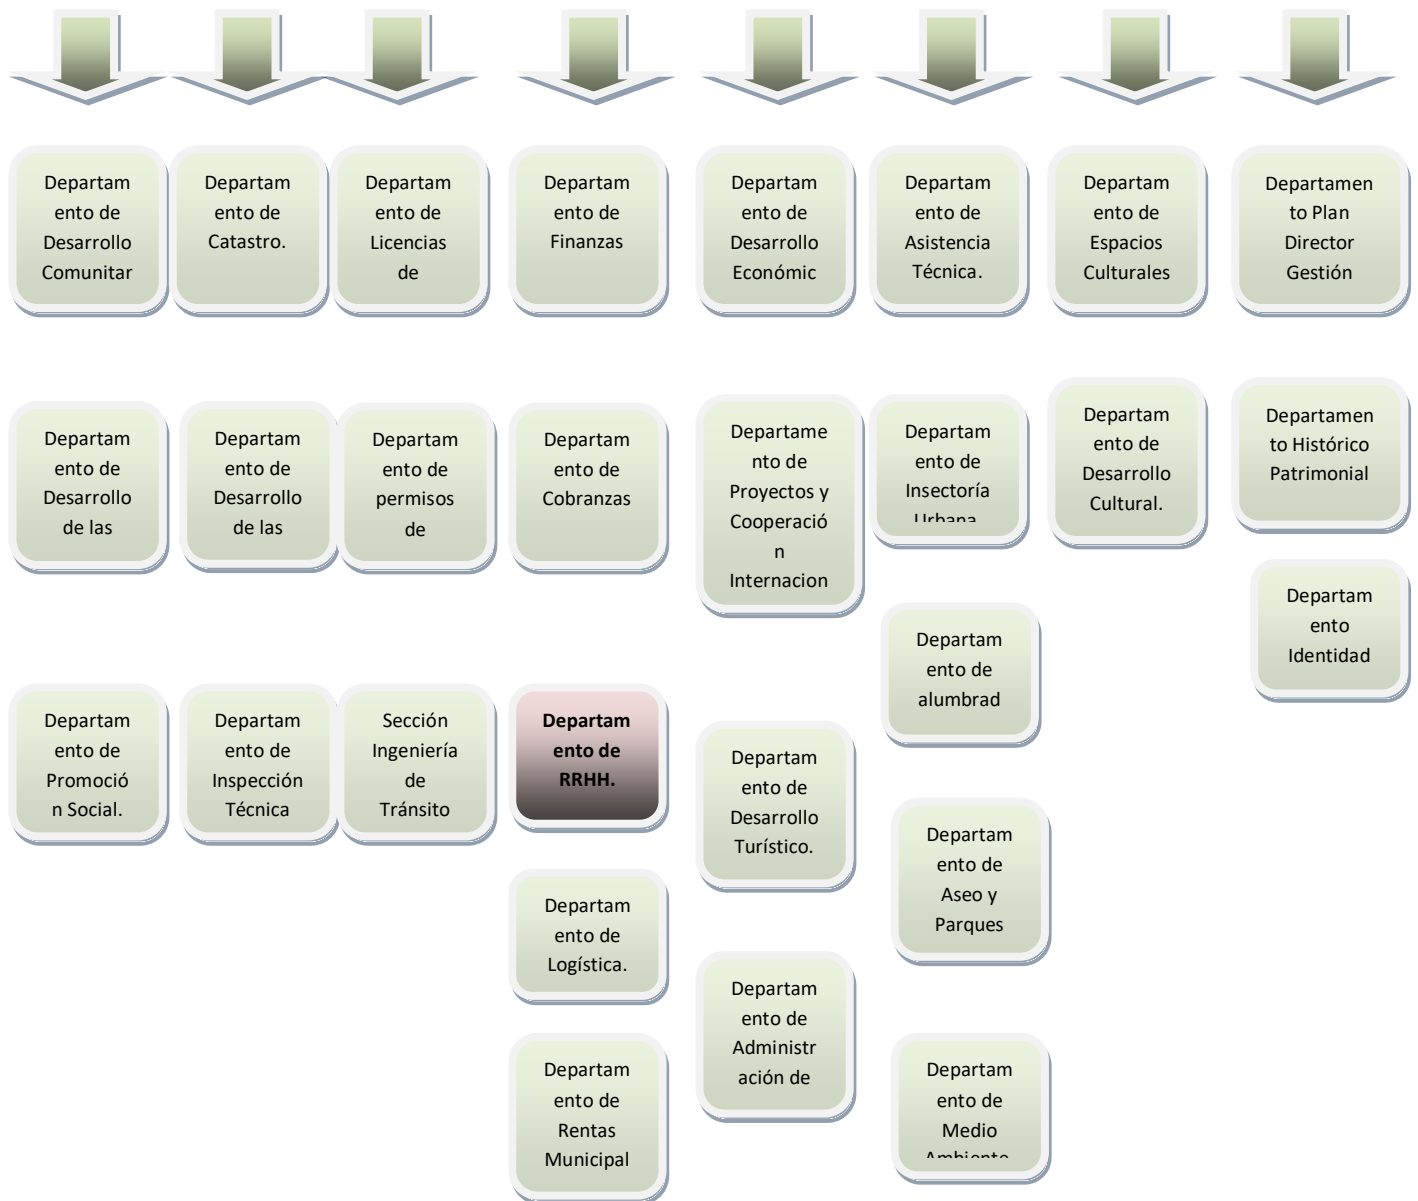 Departam
ento de
Desarrollo
Comunitar
Departam
ento de
Catastro.
Departam
ento de
Licencias
de
Departam
ento de
Finanzas
Departam
ento de
Desarrollo
Económic
Departam
ento de
Asistencia
Técnica.
Departam
ento de
Espacios
Culturales
Departamen
to Plan
Director
Gestión
Departam
ento de
Desarrollo
de las
Departam
ento de
Desarrollo
de las
Departam
ento de
permisos
de
Departam
ento de
Cobranzas
Departame
nto de
Proyectos y
Cooperació
n
Internacion
Departam
ento de
Insectoría
Urbana
Departam
ento de
Desarrollo
Cultural.
Departamen
to Histórico
Patrimonial
Departam
ento
Identidad
Departam
ento de
alumbrad
Departam
ento de
Promoció
n Social.
Departam
ento de
Inspección
Técnica
Sección
Ingeniería
de
Tránsito
Departam
ento de
RRHH.
Departam
ento de
Desarrollo
Turístico.
Departam
ento de
Aseo y
Parques
Departam
ento de
Logística.
Departam
ento de
Administr
ación de
Departam
ento de
Rentas
Municipal
Departam
ento de
Medio
Ambiente